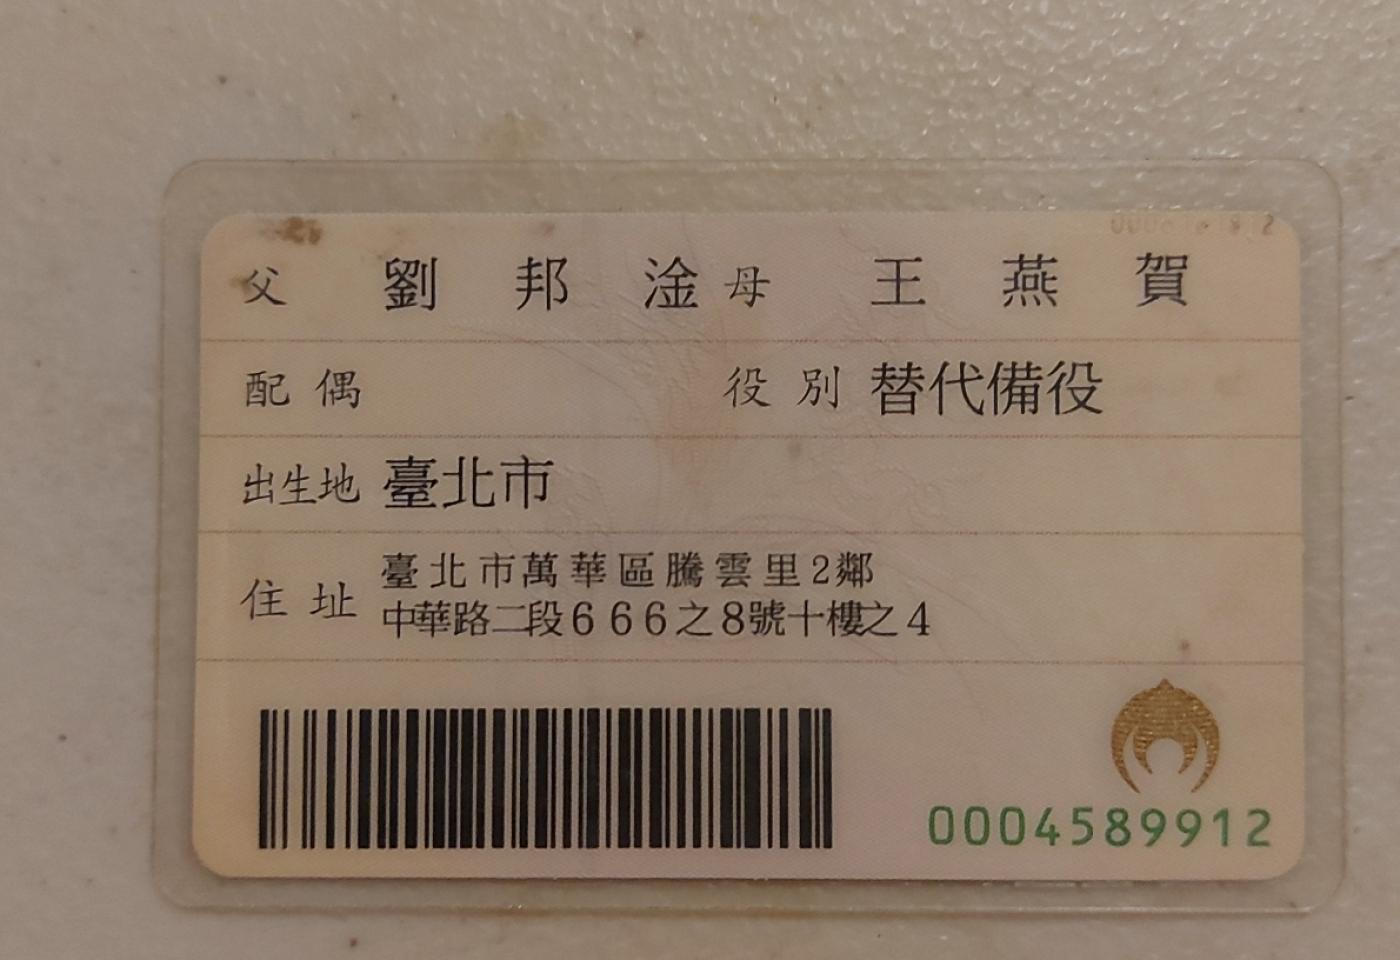 父 劉邦淦 母 王燕賀
配偶 役別 替代備役
出生地 臺北市
住址 臺北市萬華區騰雲里2鄰
中華路二段666之8號十樓之4
0004589912